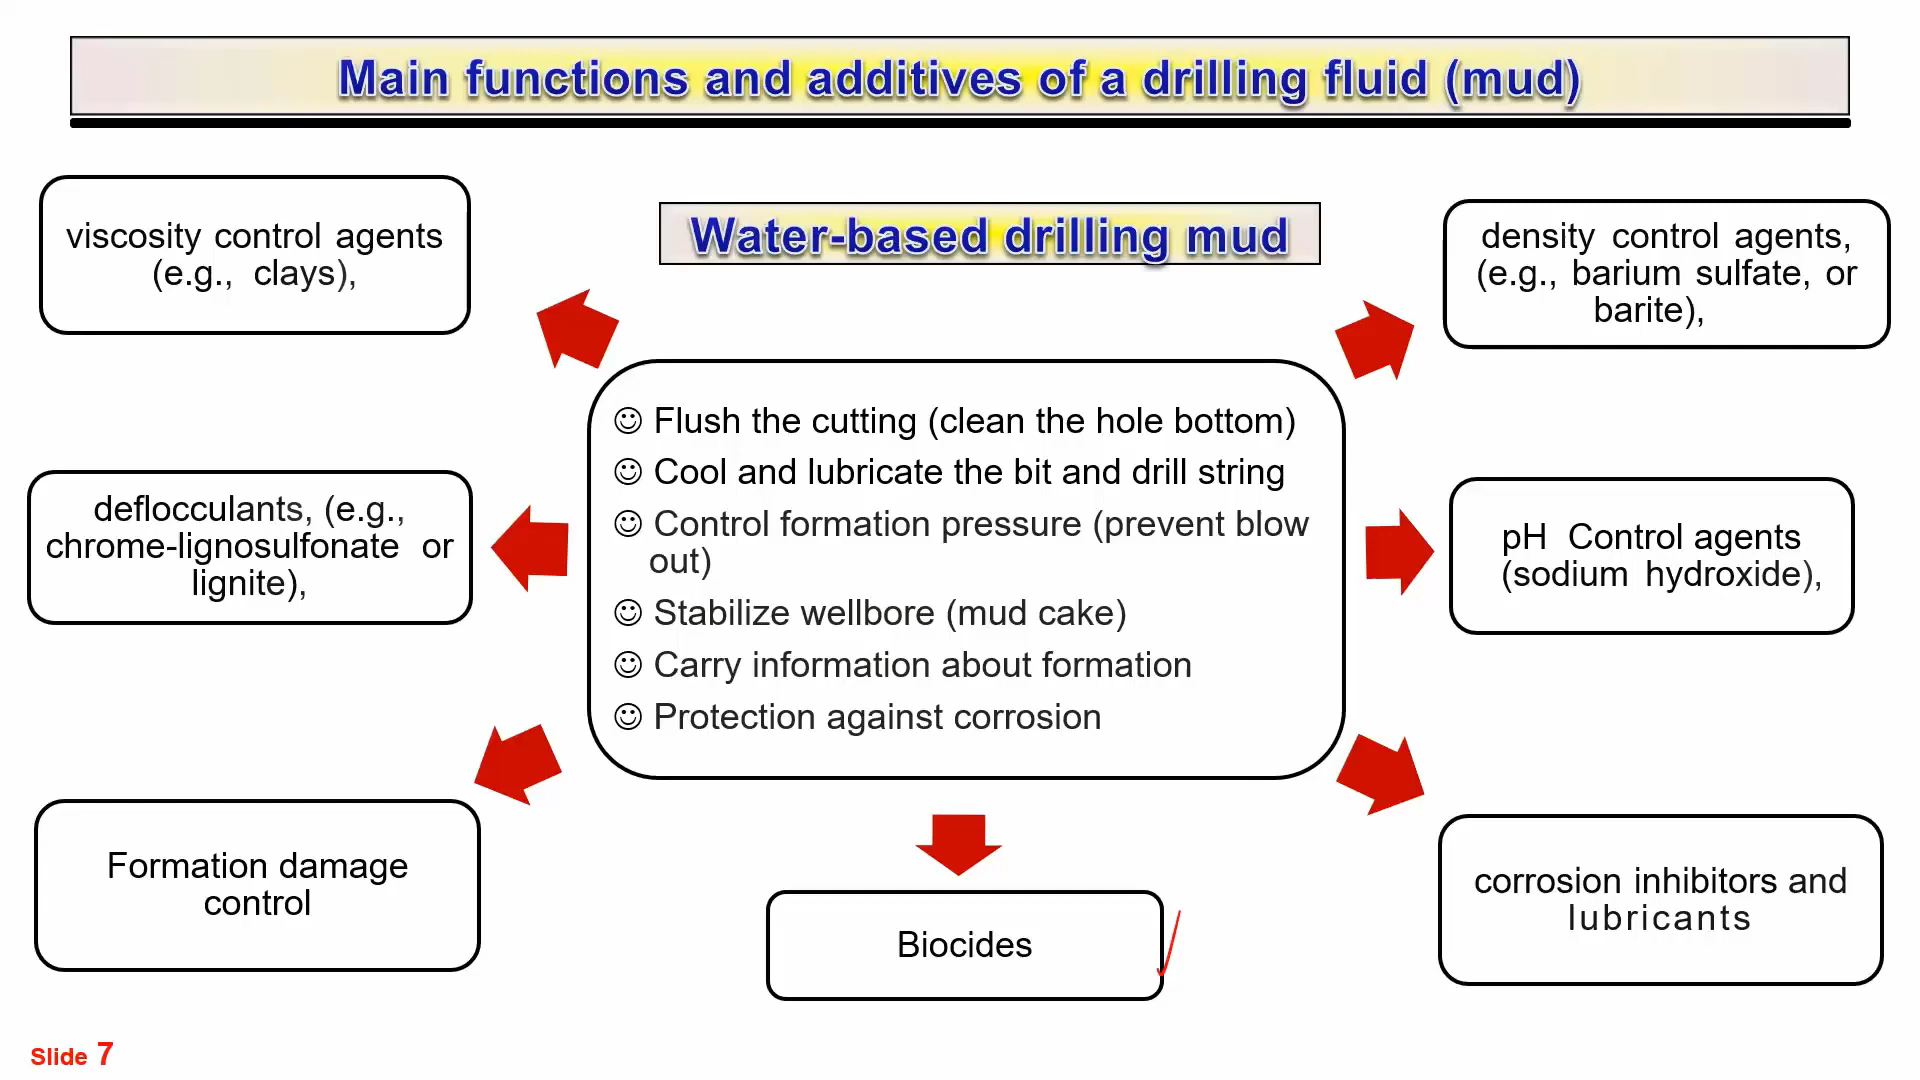 Main functions and additives of a drilling fluid (mud)
Water-based drilling mud
viscosity control agents
(e.g., clays),
density control agents,
(e.g., barium sulfate, or
barite),
☺ Flush the cutting (clean the hole bottom)
☺ Cool and lubricate the bit and drill string
☺ Control formation pressure (prevent blow
out)
☺ Stabilize wellbore (mud cake)
☺ Carry information about formation
☺ Protection against corrosion
deflocculants, (e.g.,
chrome-lignosulfonate or
lignite),
pH Control agents
(sodium hydroxide),
Formation damage
control
Biocides
corrosion inhibitors and
lubricants
Slide 7